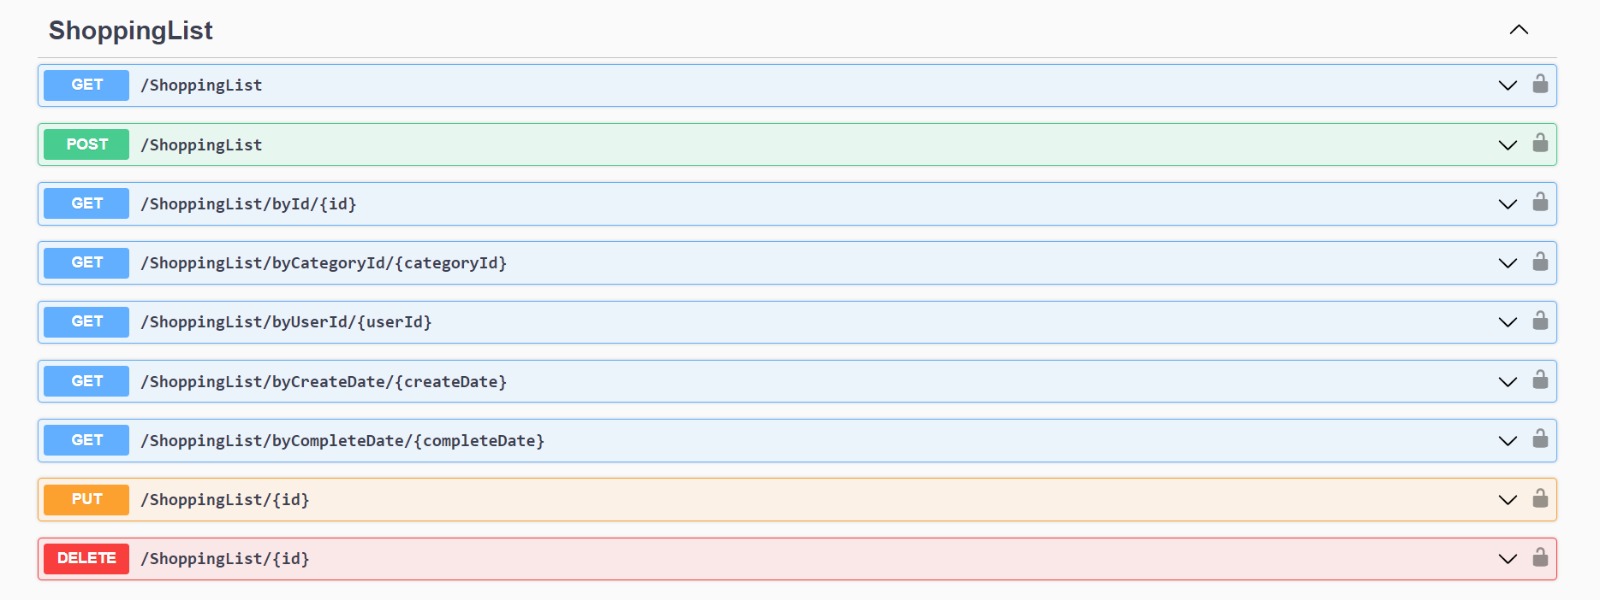 ShoppingList
GET /ShoppingList
POST /ShoppingList
GET /ShoppingList/byId/{id}
GET /ShoppingList/byCategoryId/{categoryId}
GET /ShoppingList/byUserId/{userId}
GET /ShoppingList/byCreateDate/{createDate}
GET /ShoppingList/byCompleteDate/{completeDate}
PUT /ShoppingList/{id}
DELETE /ShoppingList/{id}